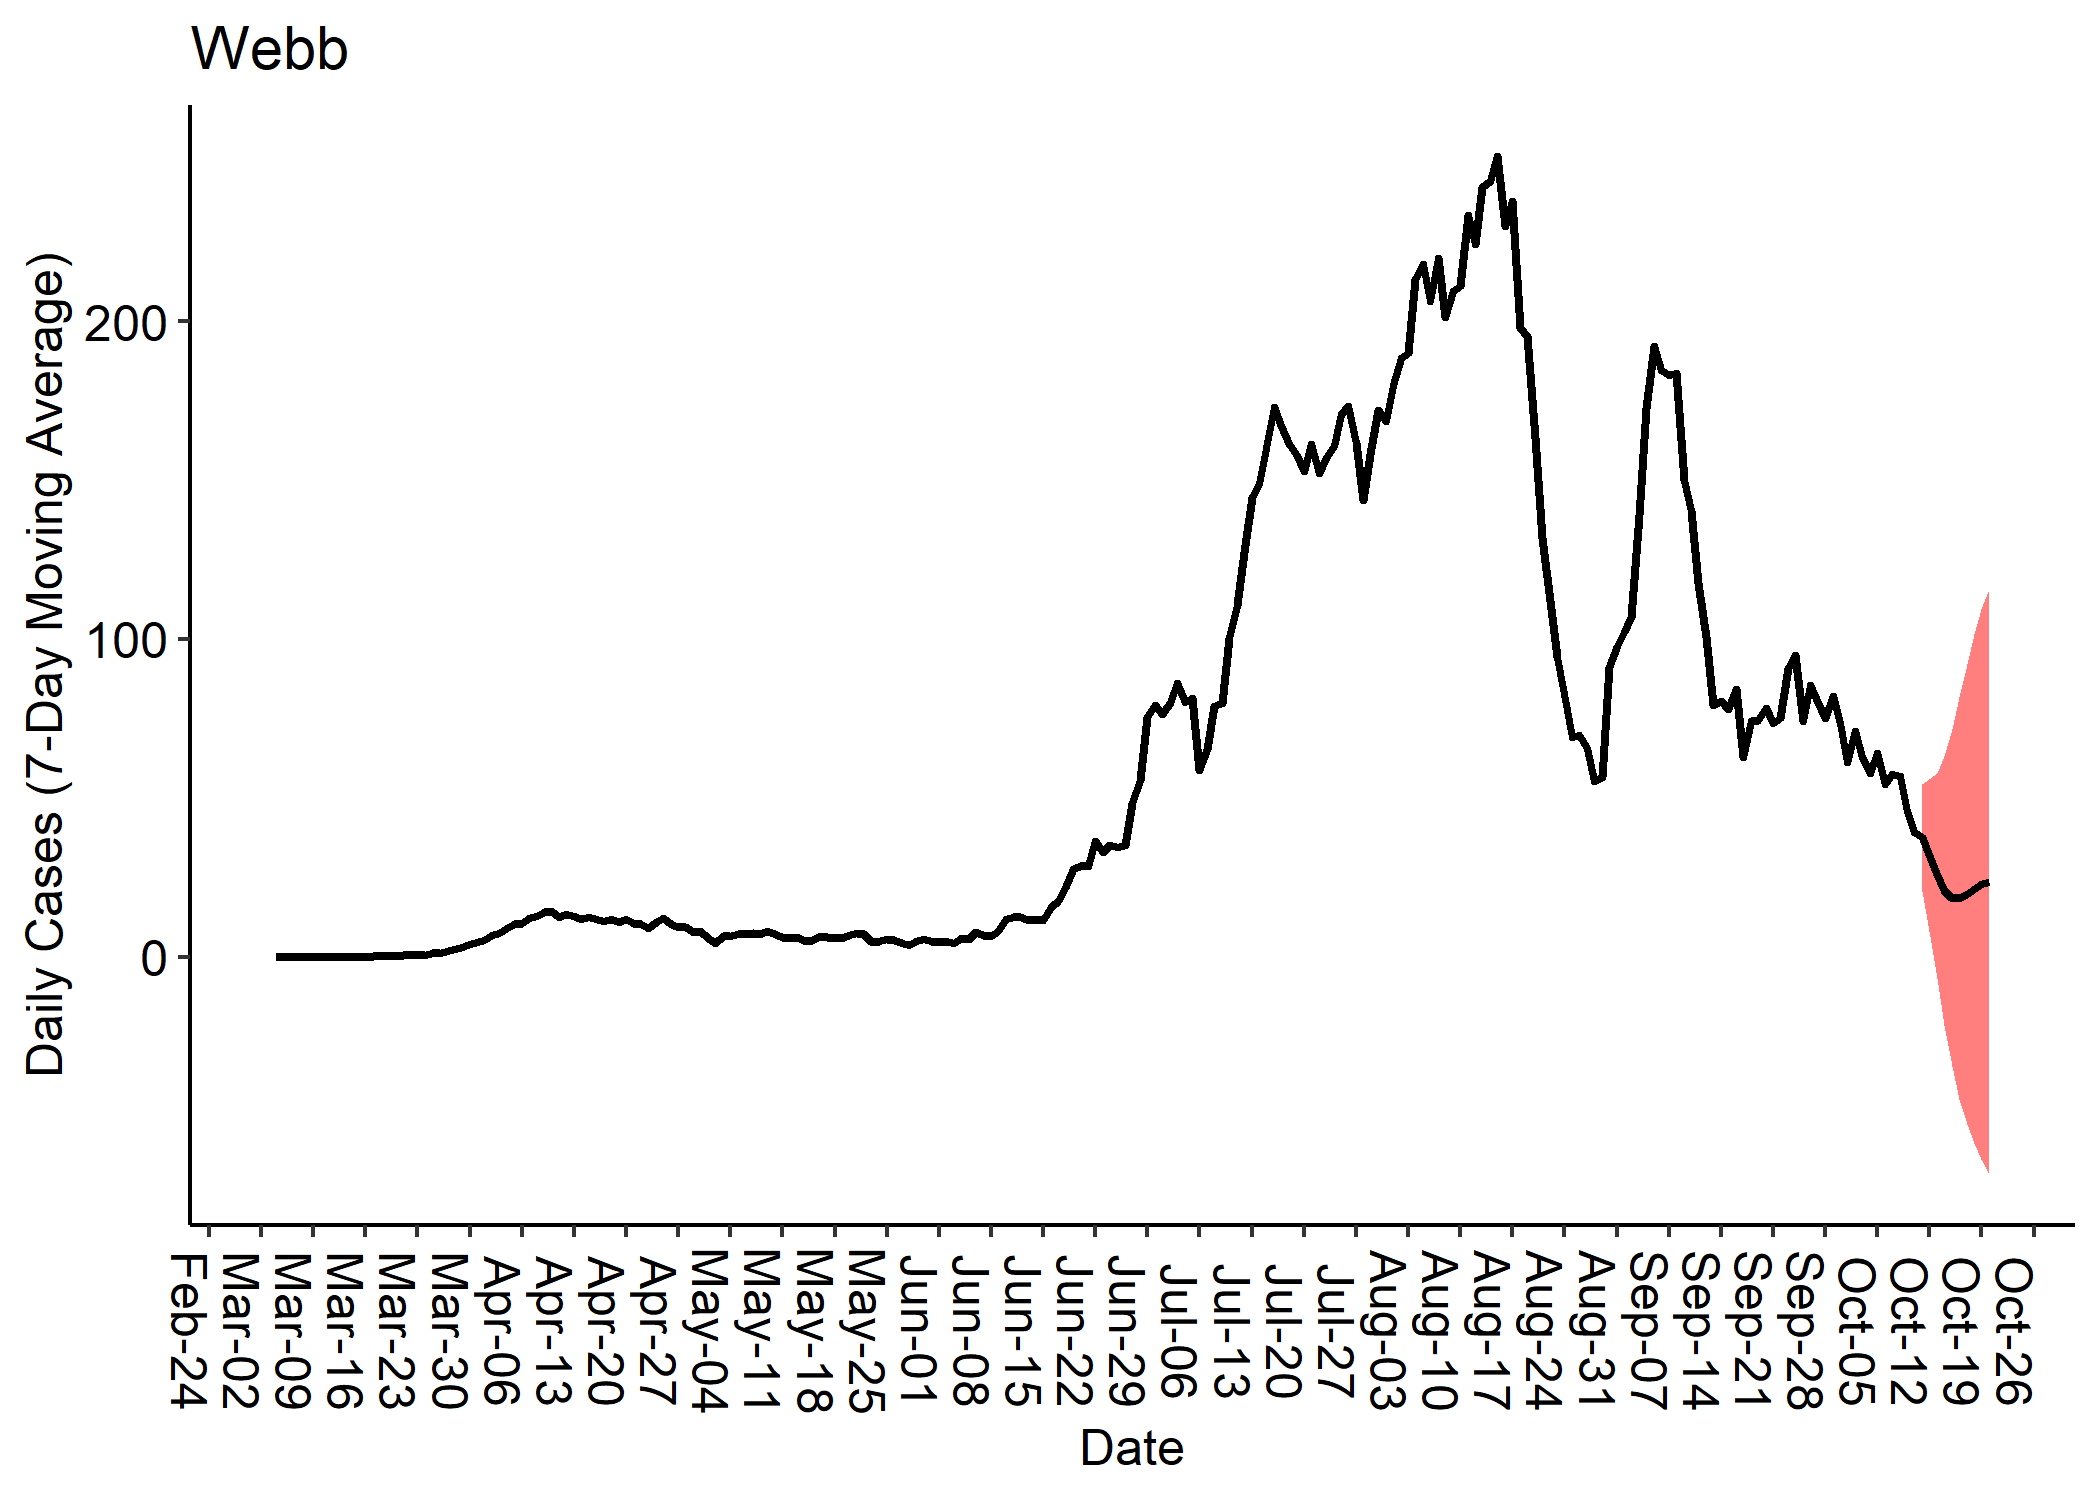 Webb
Daily Cases (7-Day Moving Average)
200
100
0
Feb-24
Mar-02
Mar-09
Mar-16
Mar-23
Mar-30
Apr-06
Apr-13
Apr-20
Apr-27
May-04
May-11
May-18
May-25
Jun-01
Jun-08
Jun-15
Jun-22
Jun-29
Jul-06
Jul-13
Jul-20
Jul-27
Aug-03
Aug-10
Aug-17
Aug-24
Aug-31
Sep-07
Sep-14
Sep-21
Sep-28
Oct-05
Oct-12
Oct-19
Oct-26
Date